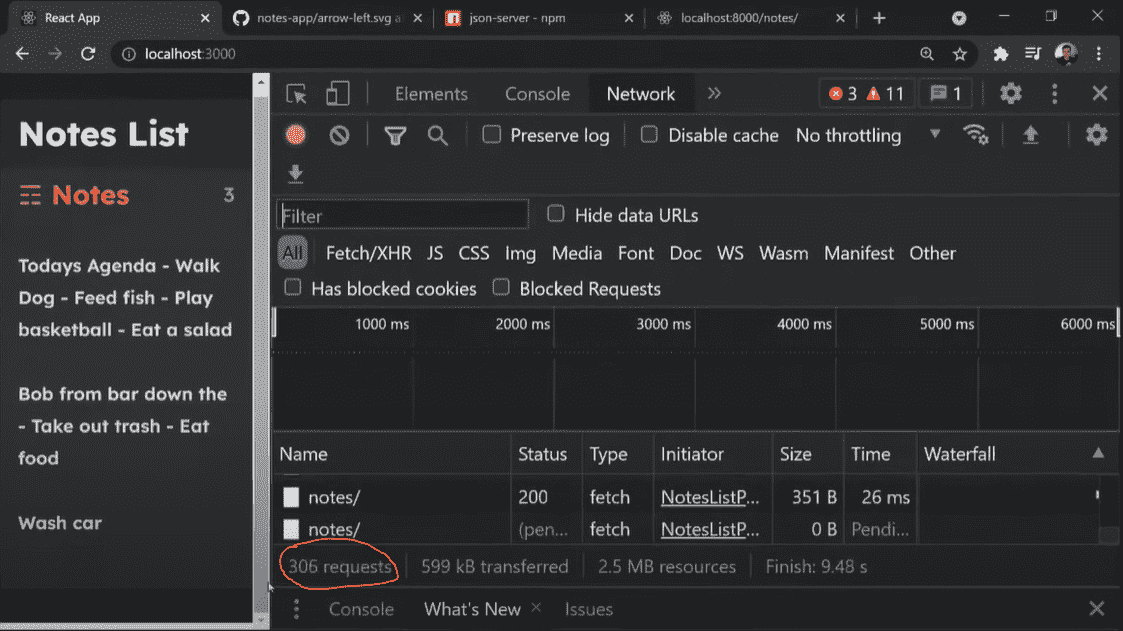 React App
notes-app/arrow-left.svg a
json-server - npm
localhost:8000/notes/
localhost:3000
Notes List
Notes 3
Todays Agenda - Walk
Dog - Feed fish - Play
basketball - Eat a salad
Bob from bar down the
- Take out trash - Eat
food
Wash car
Elements Console Network 3 11 1
Preserve log Disable cache No throttling
Filter Hide data URLs
All Fetch/XHR JS CSS Img Media Font Doc WS Wasm Manifest Other
Has blocked cookies Blocked Requests
1000 ms 2000 ms 3000 ms 4000 ms 5000 ms 6000 ms
Name Status Type Initiator Size Time Waterfall
notes/ 200 fetch NotesListP... 351 B 26 ms
notes/ (pen... fetch NotesListP... 0 B Pendi...
306 requests 599 kB transferred 2.5 MB resources Finish: 9.48 s
Console What's New Issues